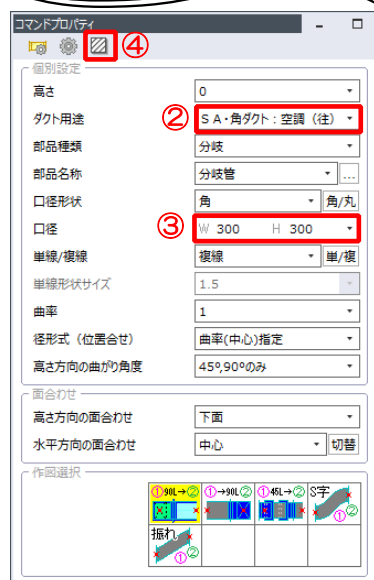 コマンドプロパティ
④
個別設定
高さ 0
ダクト用途 ② SA・角ダクト：空調（往）
部品種類 分岐
部品名称 分岐管 ...
口径形状 角 角/丸
口径 ③ W 300 H 300
単線/複線 複線 単/複
単線形状サイズ 1.5
曲率 1
径形式（位置合せ） 曲率(中心)指定
高さ方向の曲がり角度 45º,90ºのみ
面合わせ
高さ方向の面合わせ 下面
水平方向の面合わせ 中心 切替
作図選択
①90L→② ①→90L② ①45L→② S字 ①②
振れ ①②